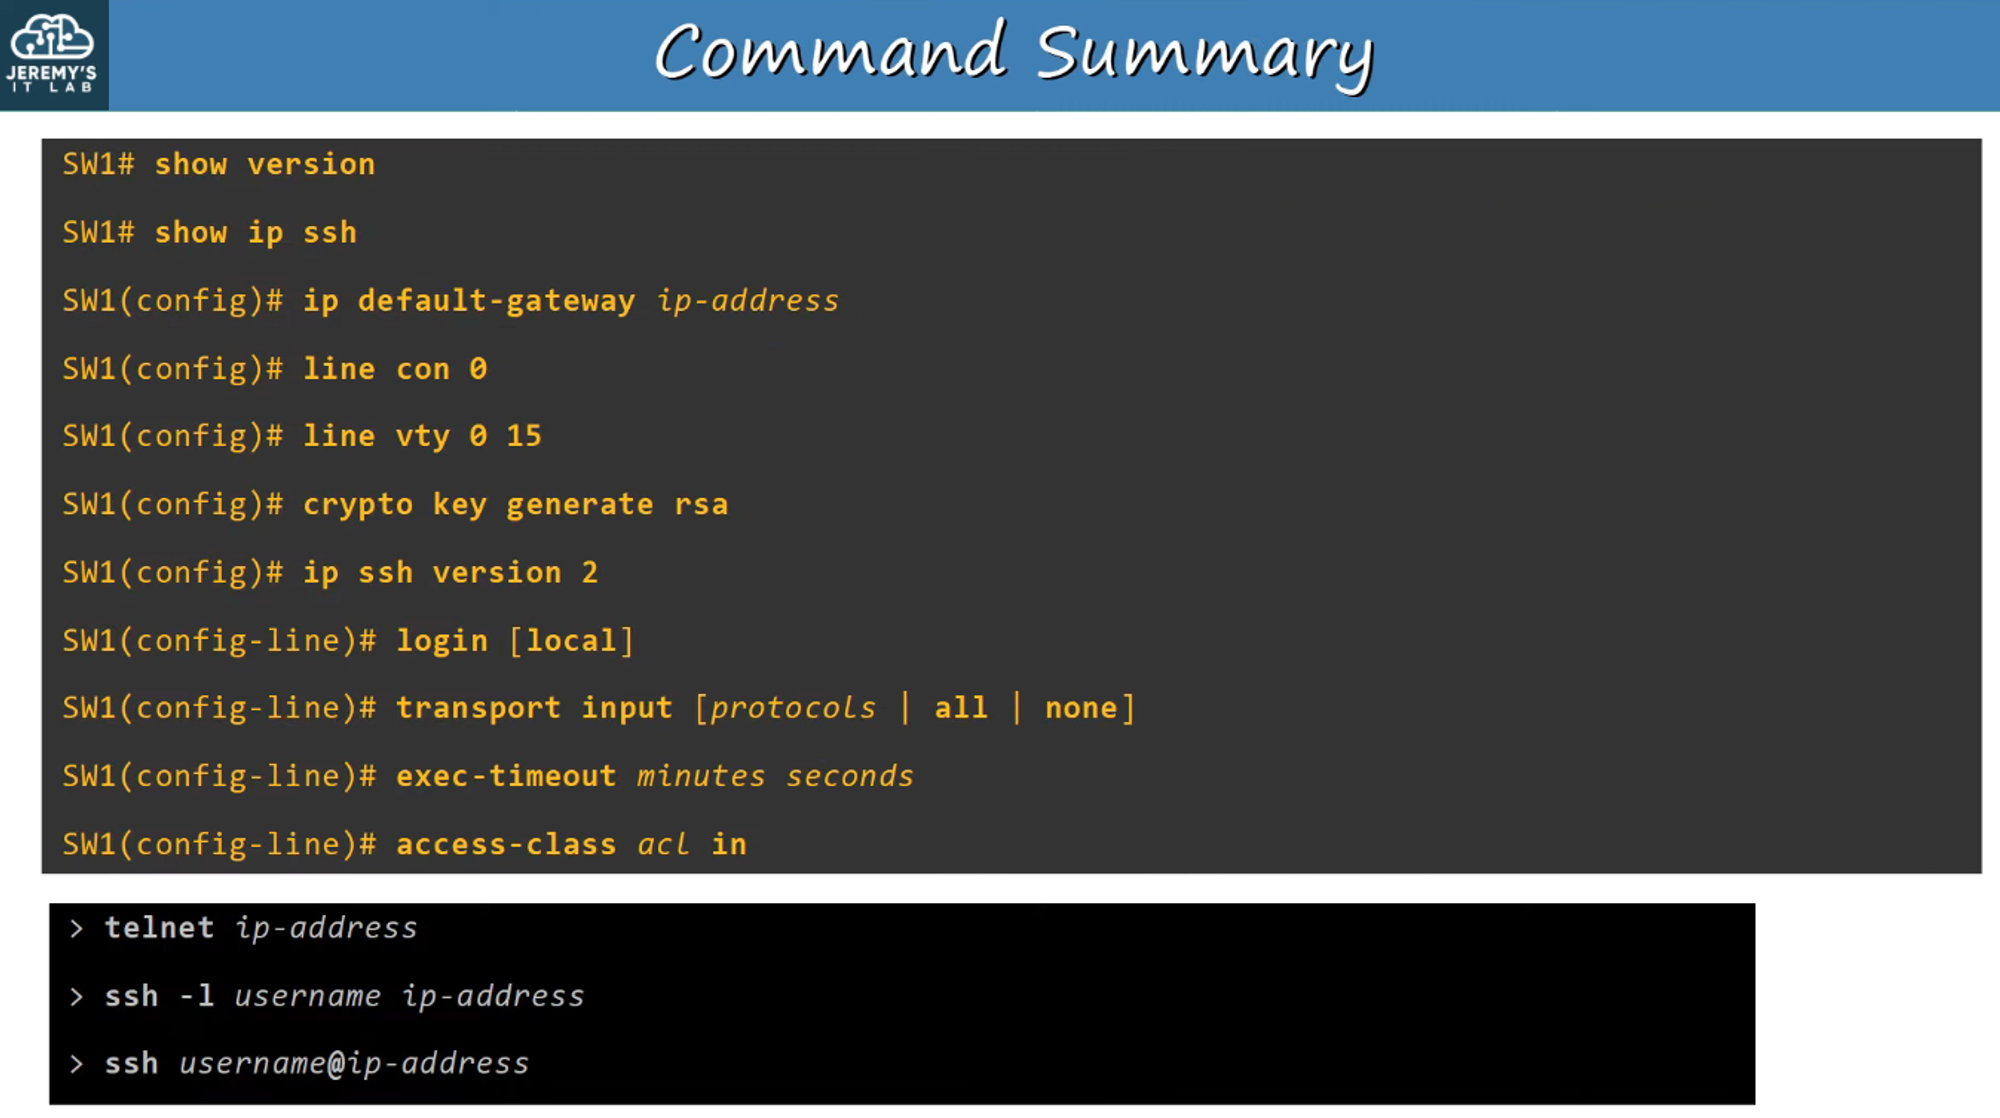 JEREMY'S
IT LAB
Command Summary
SW1# show version
SW1# show ip ssh
SW1(config)# ip default-gateway ip-address
SW1(config)# line con 0
SW1(config)# line vty 0 15
SW1(config)# crypto key generate rsa
SW1(config)# ip ssh version 2
SW1(config-line)# login [local]
SW1(config-line)# transport input [protocols | all | none]
SW1(config-line)# exec-timeout minutes seconds
SW1(config-line)# access-class acl in
> telnet ip-address
> ssh -l username ip-address
> ssh username@ip-address